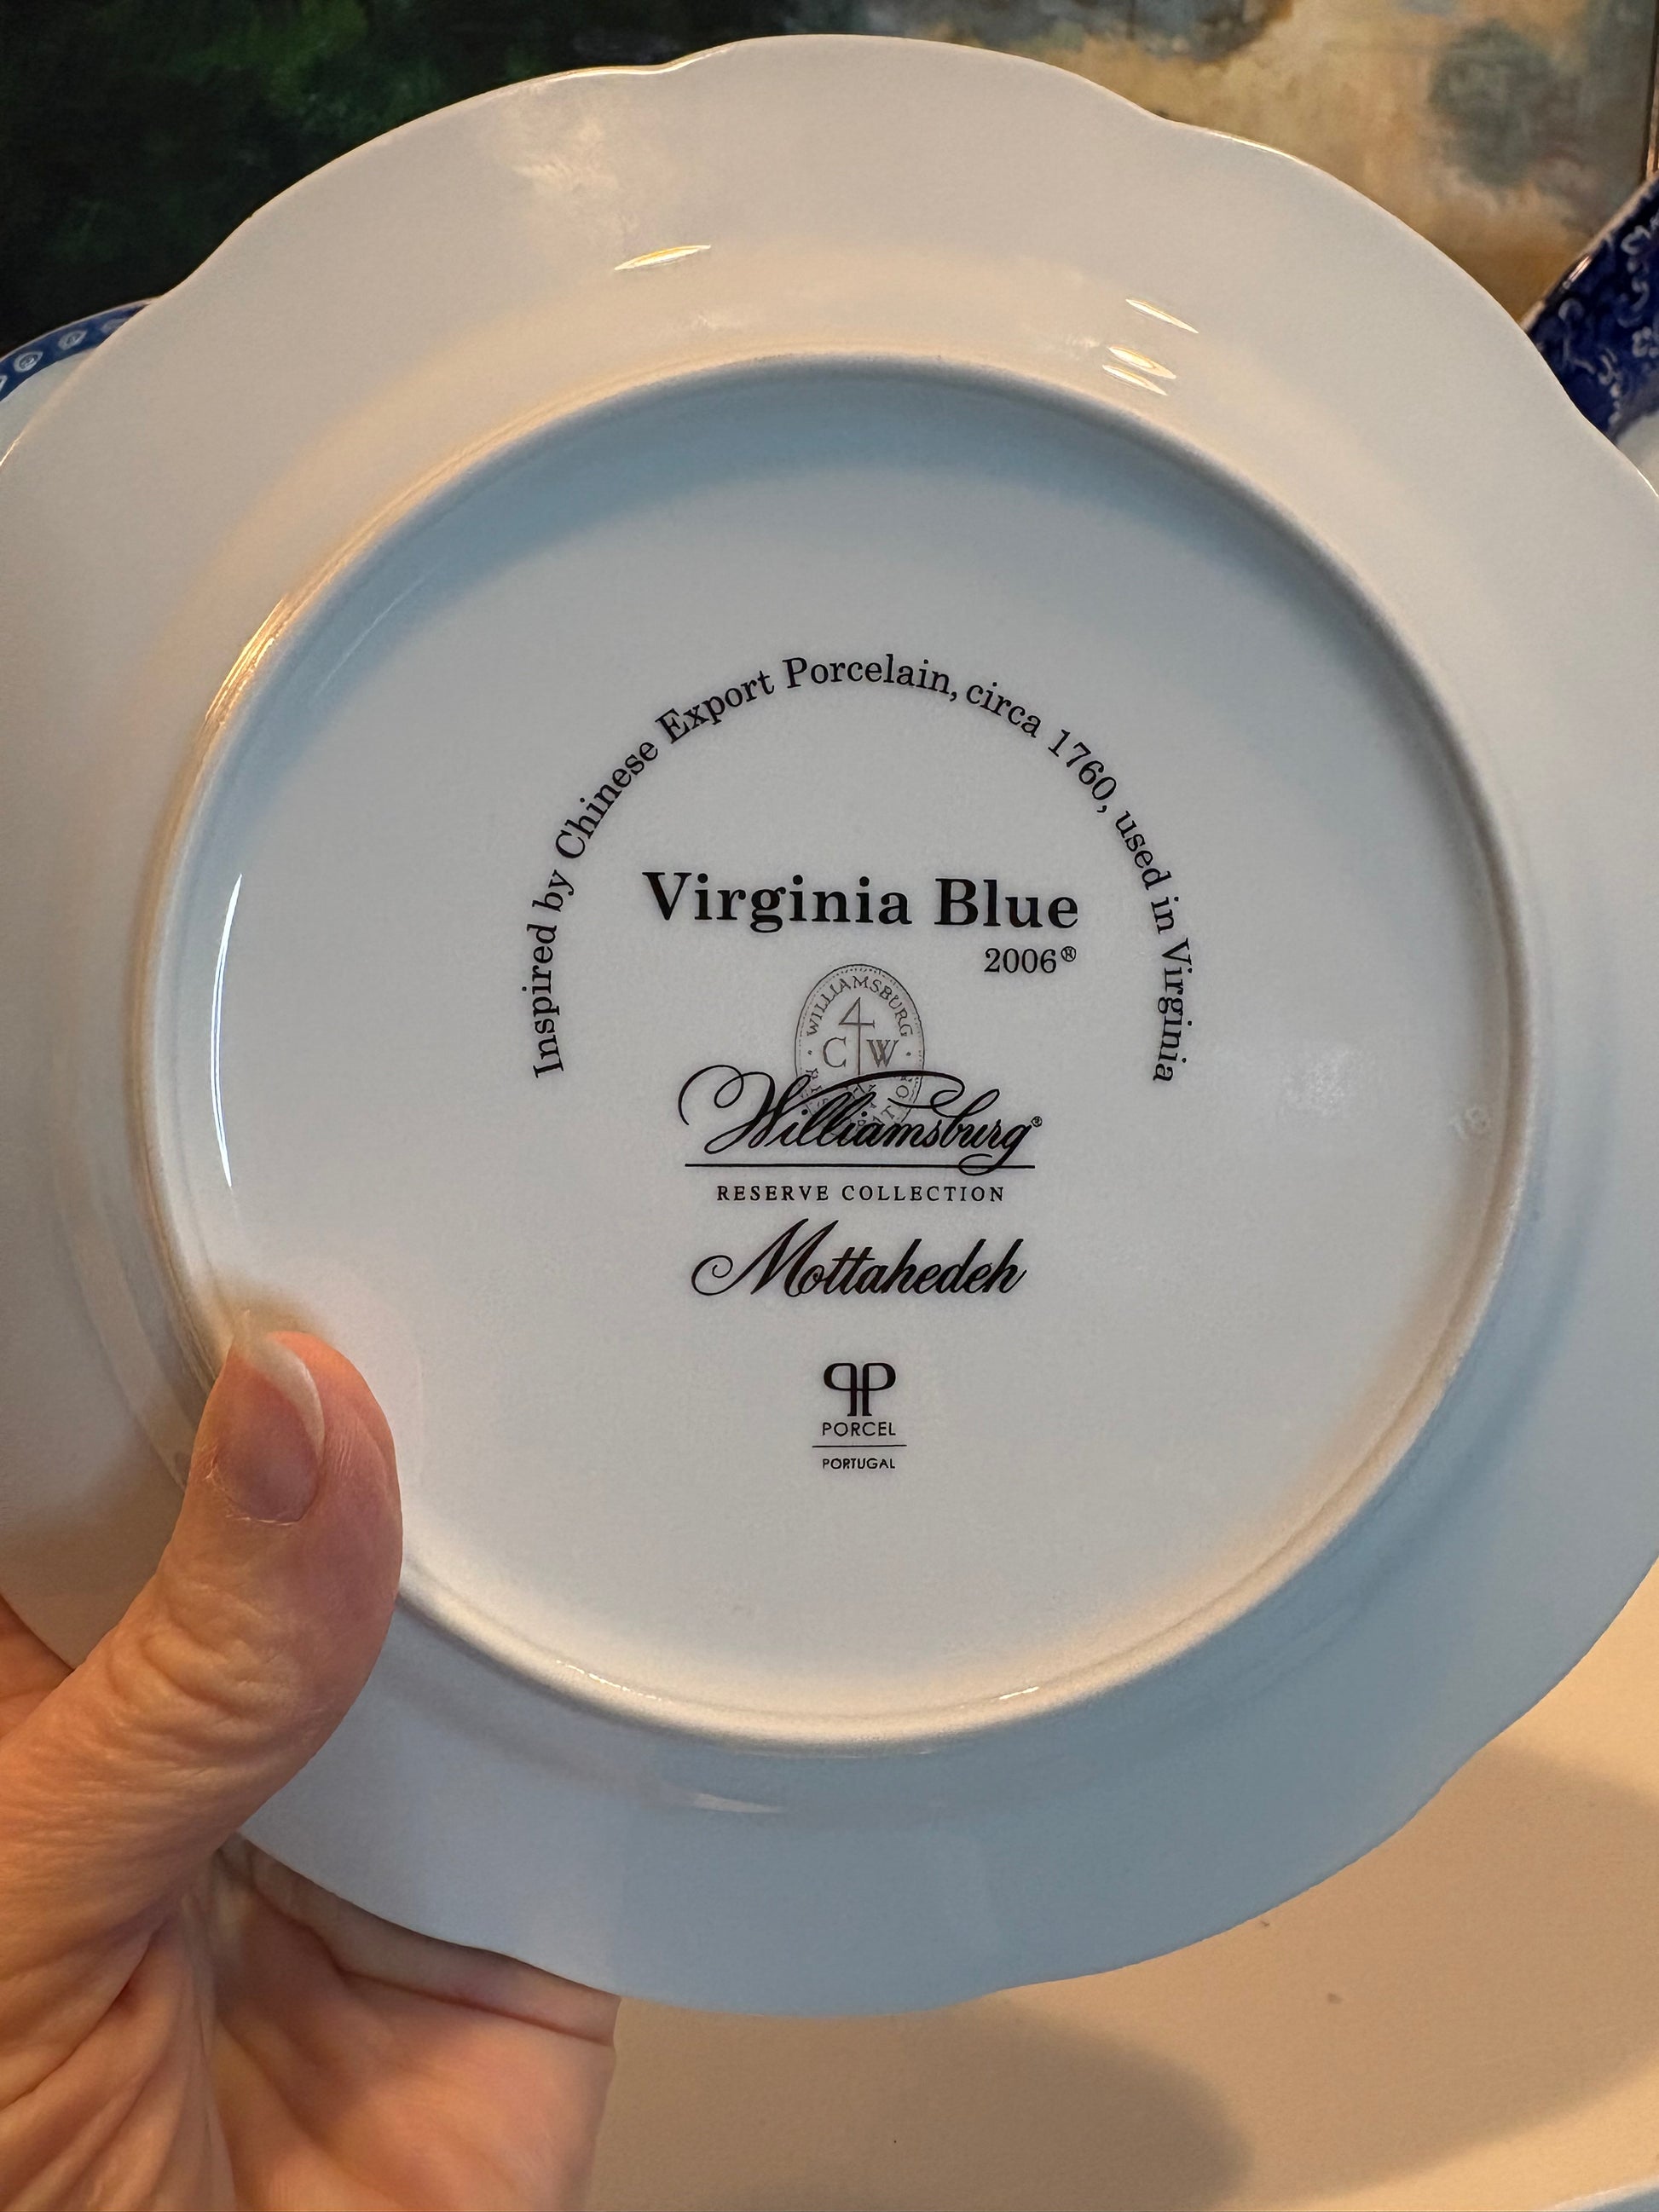 Inspired by Chinese Export Porcelain, circa 1760, used in Virginia
Virginia Blue
2006®
WILLIAMSBURG
C W
Williamsburg®
RESERVE COLLECTION
Mottahedeh
PORCEL
PORTUGAL
18